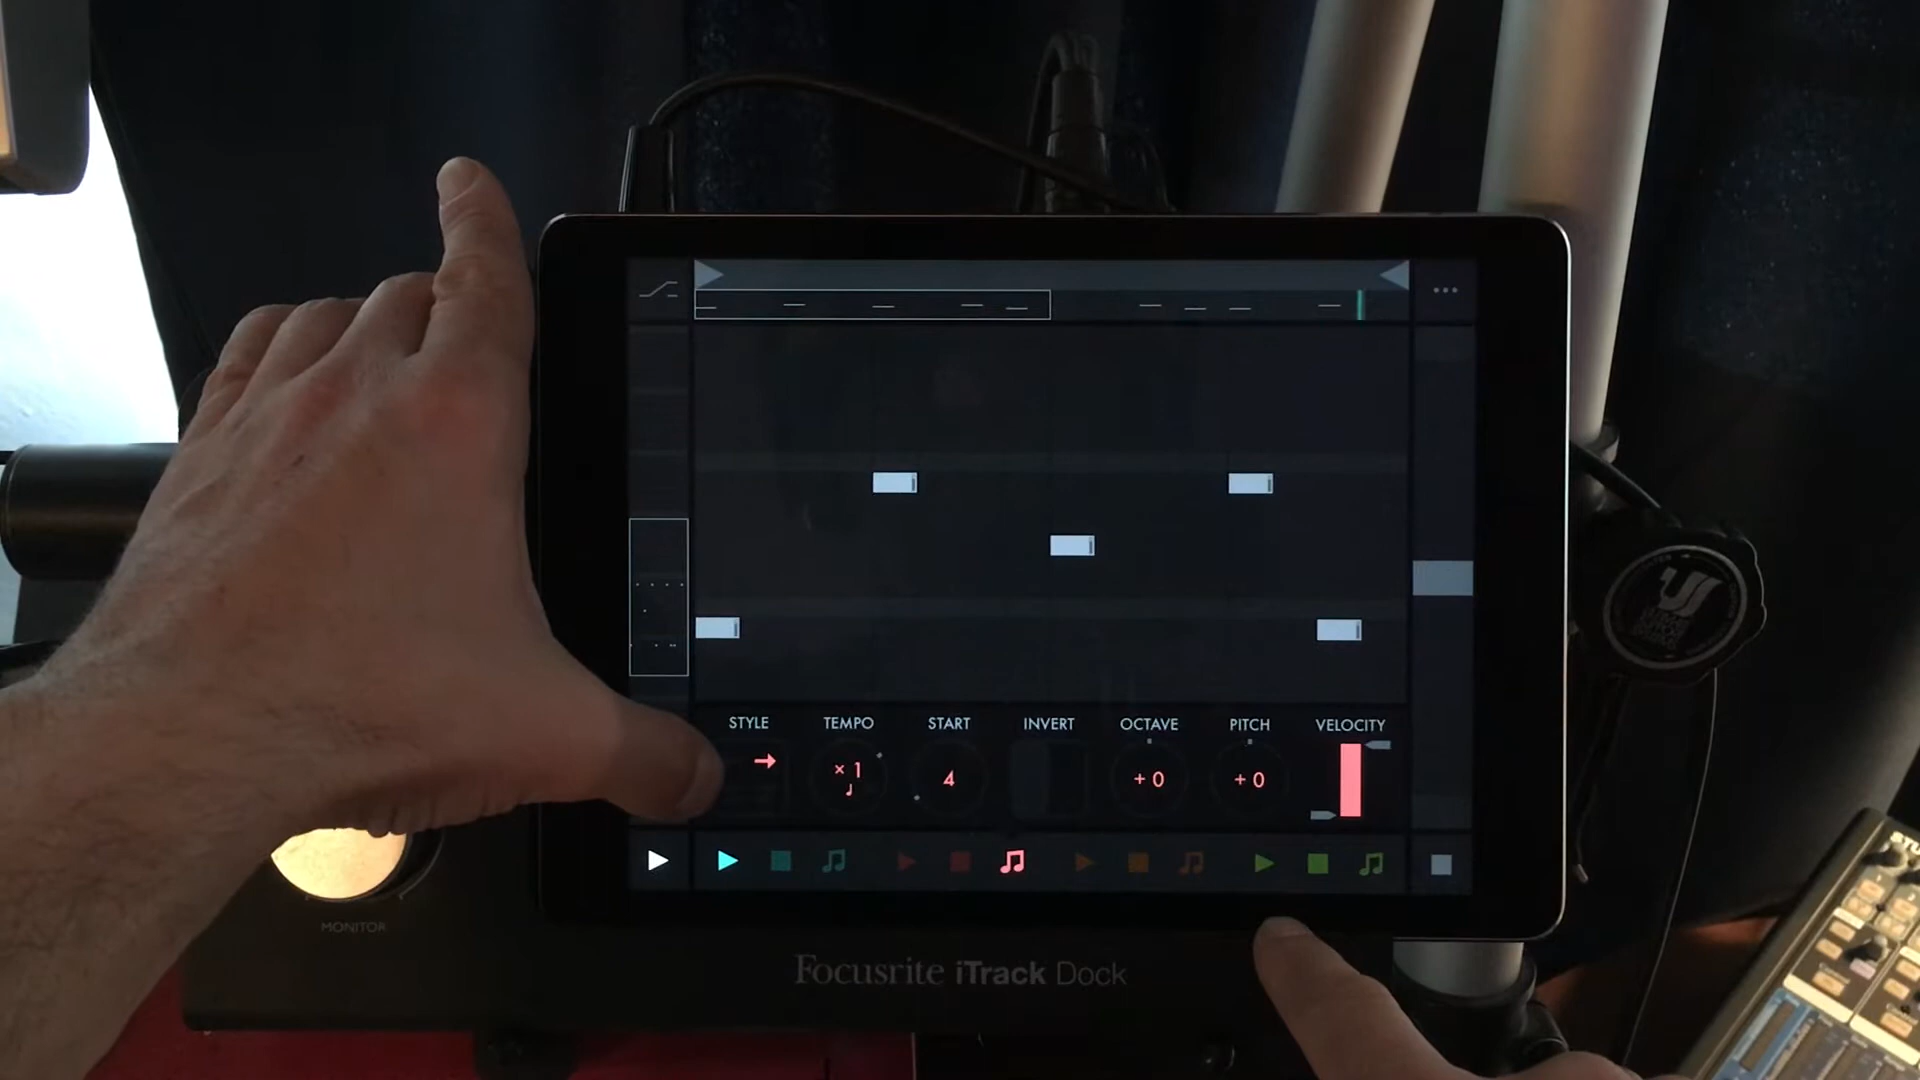 STYLE TEMPO START INVERT OCTAVE PITCH VELOCITY
× 1 4 + 0 + 0
MONITOR
Focusrite iTrack Dock